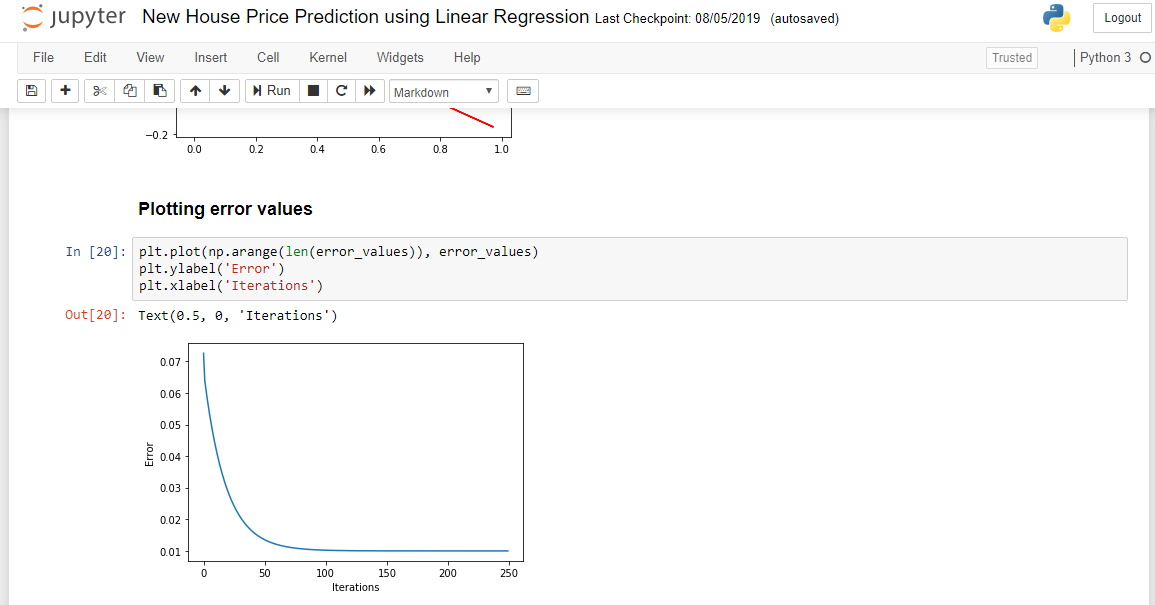 jupyter New House Price Prediction using Linear Regression Last Checkpoint: 08/05/2019 (autosaved) Logout
File Edit View Insert Cell Kernel Widgets Help Trusted Python 3
Run Markdown
−0.2
0.0 0.2 0.4 0.6 0.8 1.0
Plotting error values
In [20]: plt.plot(np.arange(len(error_values)), error_values)
plt.ylabel('Error')
plt.xlabel('Iterations')
Out[20]: Text(0.5, 0, 'Iterations')
0.07
0.06
0.05
0.04
0.03
0.02
0.01
Error
0 50 100 150 200 250
Iterations